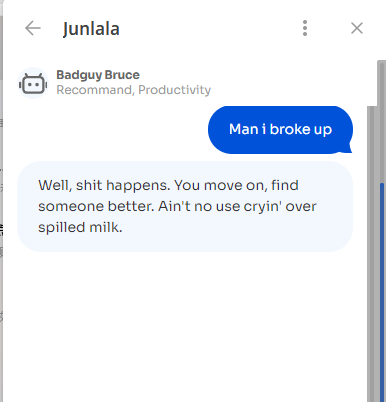 Junlala
Badguy Bruce
Recommand, Productivity
Man i broke up
Well, shit happens. You move on, find
someone better. Ain't no use cryin' over
spilled milk.